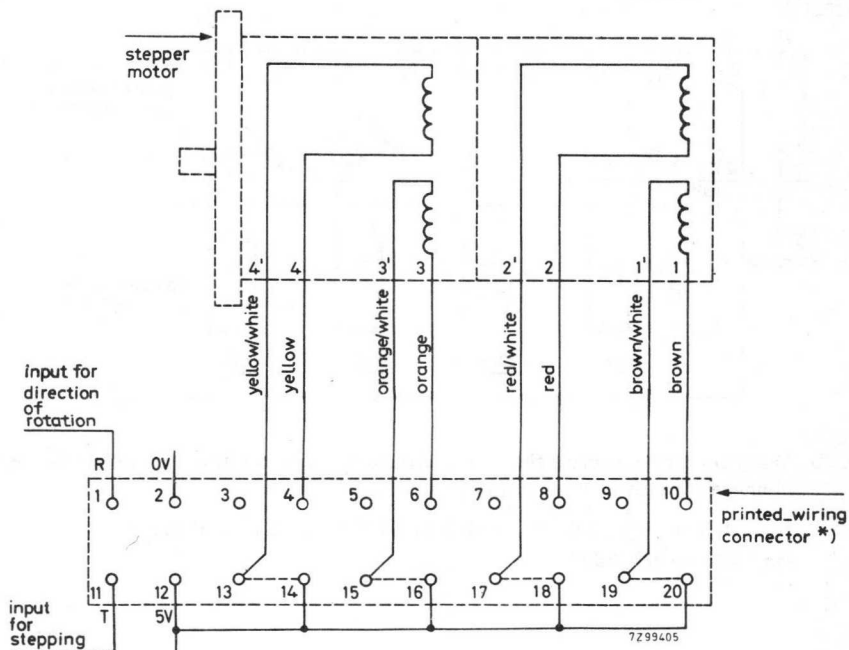 stepper
motor
4' 4 3' 3 2' 2 1' 1
yellow/white
yellow
orange/white
orange
red/white
red
brown/white
brown
input for
direction
of
rotation
R 0V
1 2 3 4 5 6 7 8 9 10
printed_wiring
connector *)
11 12 13 14 15 16 17 18 19 20
T 5V
input
for
stepping
7Z99405